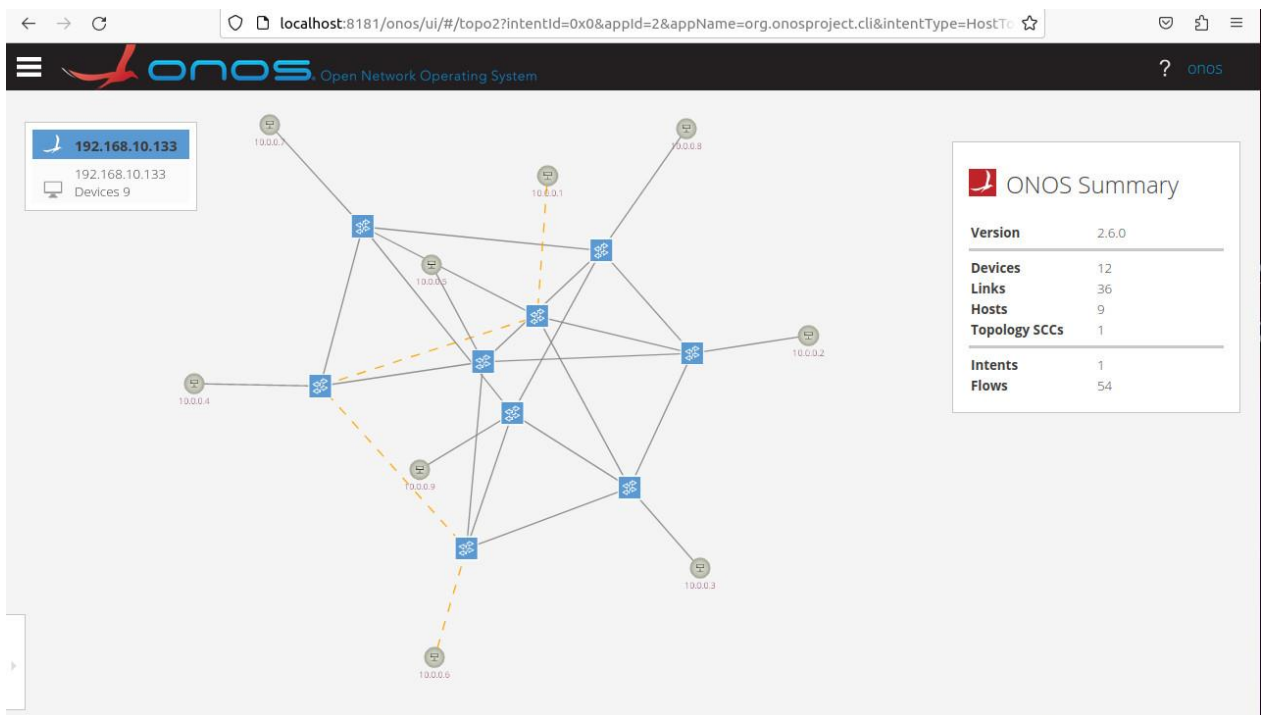 localhost:8181/onos/ui/#/topo2?intentId=0x0&appId=2&appName=org.onosproject.cli&intentType=HostTo
onos Open Network Operating System
? onos
192.168.10.133
192.168.10.133
Devices 9
10.0.0.7
10.0.0.8
10.0.0.1
10.0.0.5
10.0.0.2
10.0.0.4
10.0.0.9
10.0.0.3
10.0.0.6
ONOS Summary
Version 2.6.0
Devices 12
Links 36
Hosts 9
Topology SCCs 1
Intents 1
Flows 54